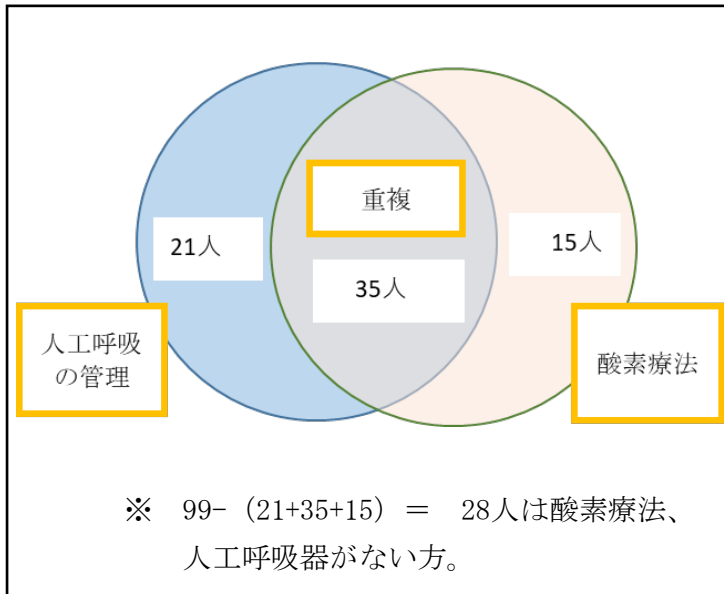 重複
21人
15人
35人
人工呼吸
の管理
酸素療法
※ 99-（21+35+15）＝ 28人は酸素療法、
人工呼吸器がない方。